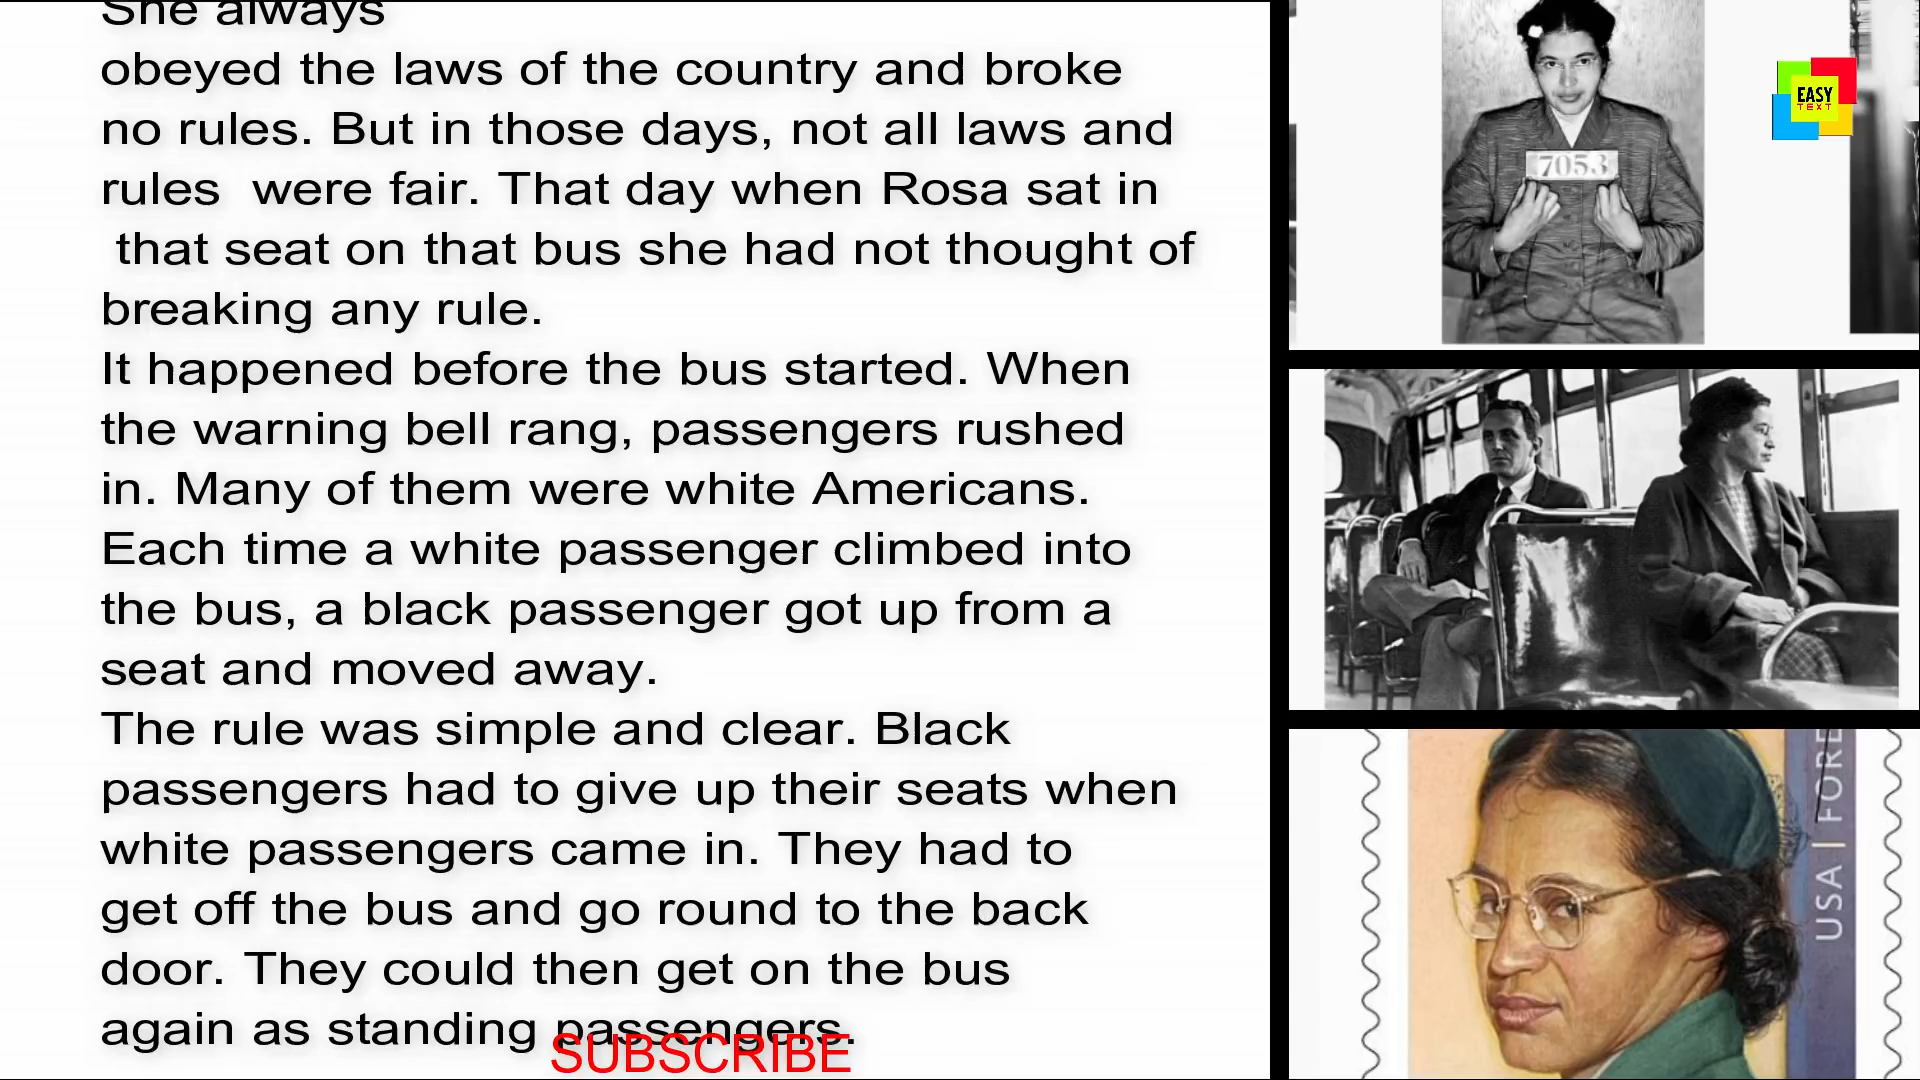 She always
obeyed the laws of the country and broke
no rules. But in those days, not all laws and
rules  were fair. That day when Rosa sat in
that seat on that bus she had not thought of
breaking any rule.
It happened before the bus started. When
the warning bell rang, passengers rushed
in. Many of them were white Americans.
Each time a white passenger climbed into
the bus, a black passenger got up from a
seat and moved away.
The rule was simple and clear. Black
passengers had to give up their seats when
white passengers came in. They had to
get off the bus and go round to the back
door. They could then get on the bus
again as standing passengers.
SUBSCRIBE
7053
EASY
TEXT
USA | FORE